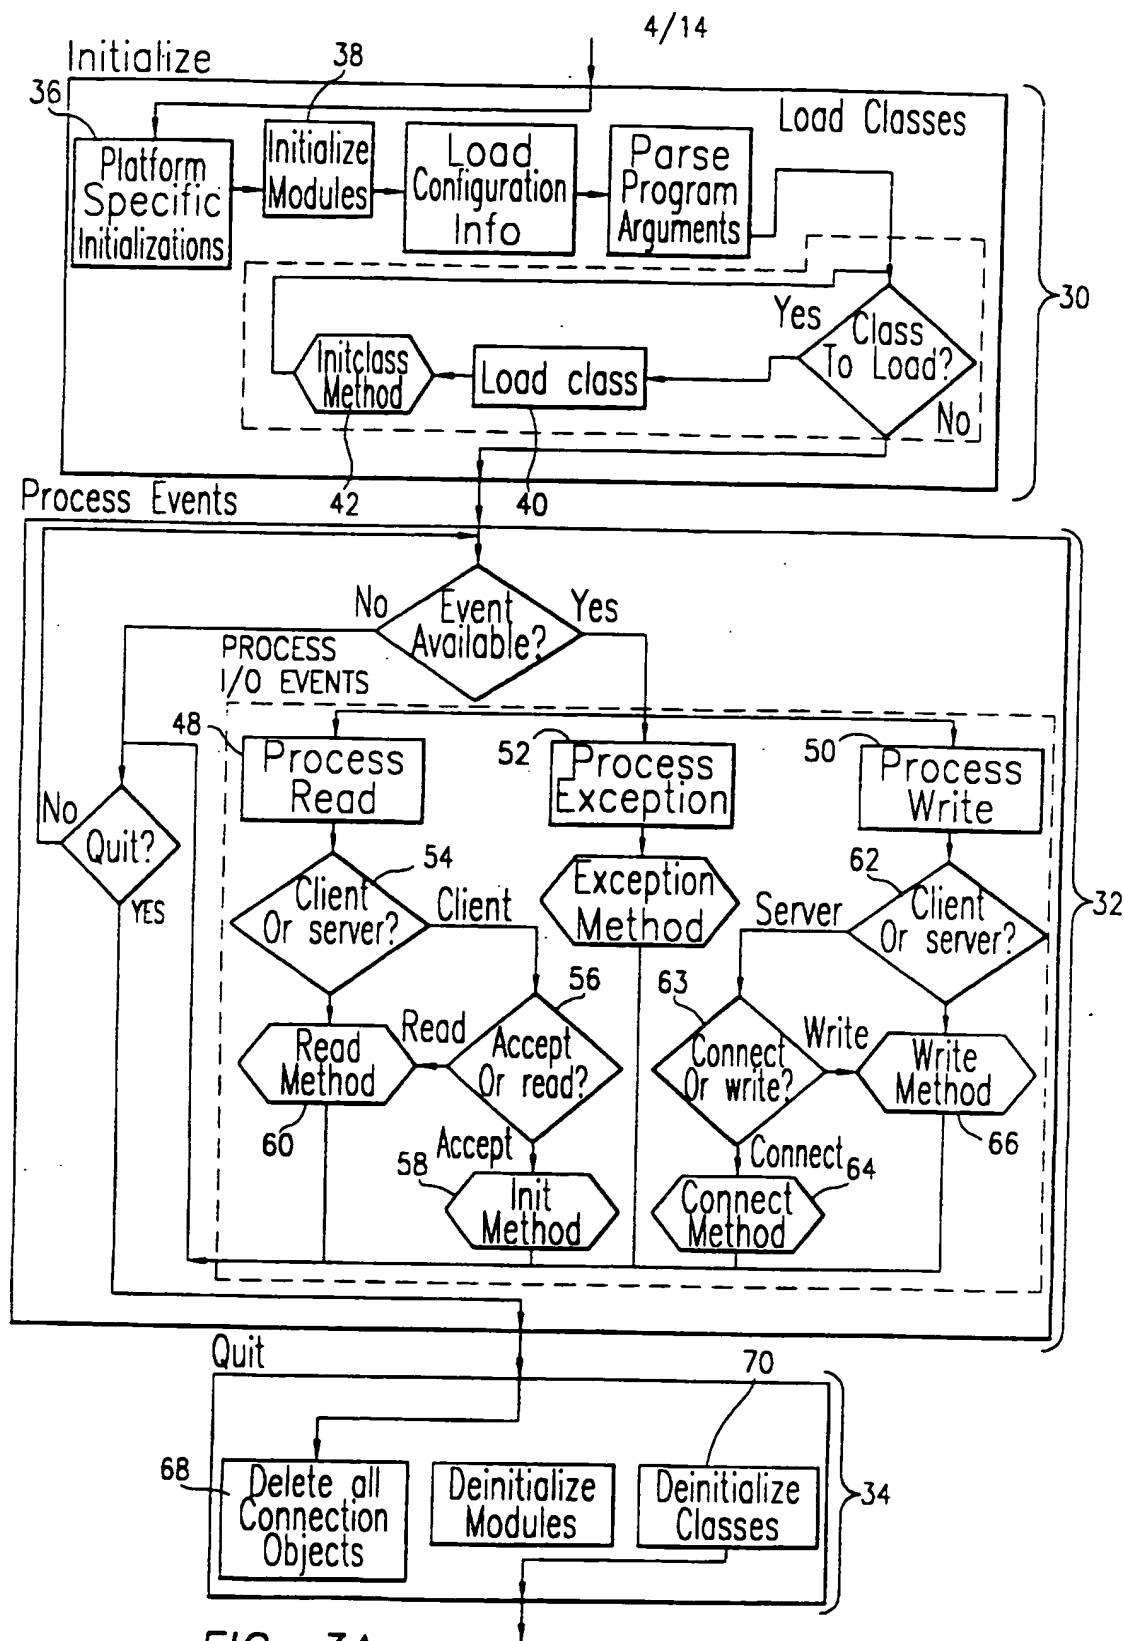 4/14
Initialize
38
36
Load Classes
Platform
Specific
Initializations
Initialize
Modules
Load
Configuration
Info
Parse
Program
Arguments
30
Yes
Class
To Load?
No
Initclass
Method
Load class
42
40
Process Events
No
Event
Available?
Yes
PROCESS
I/O EVENTS
48
Process
Read
52
Process
Exception
50
Process
Write
No
Quit?
YES
54
Client
Or server?
Client
Exception
Method
Server
62
Client
Or server?
32
56
63
Read
Method
Read
Accept
Or read?
Connect
Or write?
Write
Write
Method
60
66
Accept
58
Init
Method
Connect
64
Connect
Method
Quit
70
68
Delete all
Connection
Objects
Deinitialize
Modules
Deinitialize
Classes
34